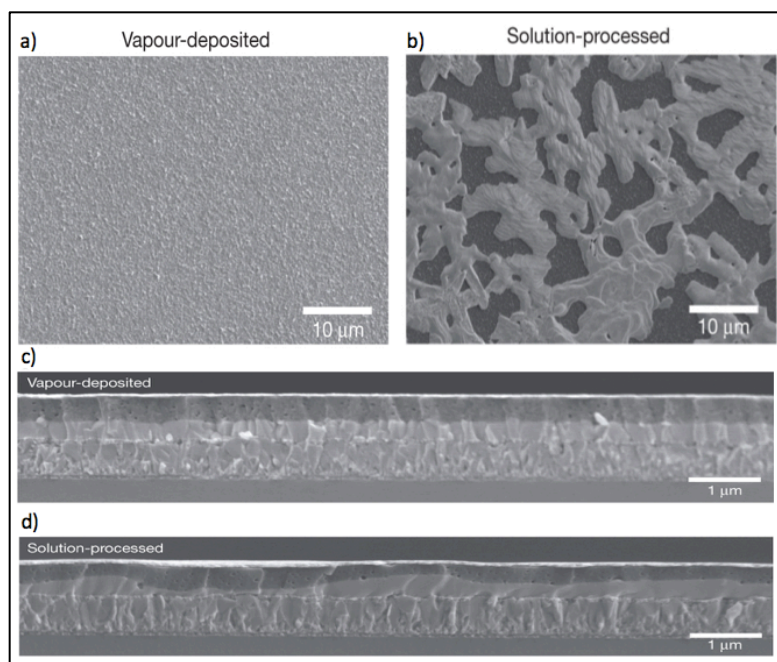 a)
Vapour-deposited
10 μm
b)
Solution-processed
10 μm
c)
Vapour-deposited
1 μm
d)
Solution-processed
1 μm